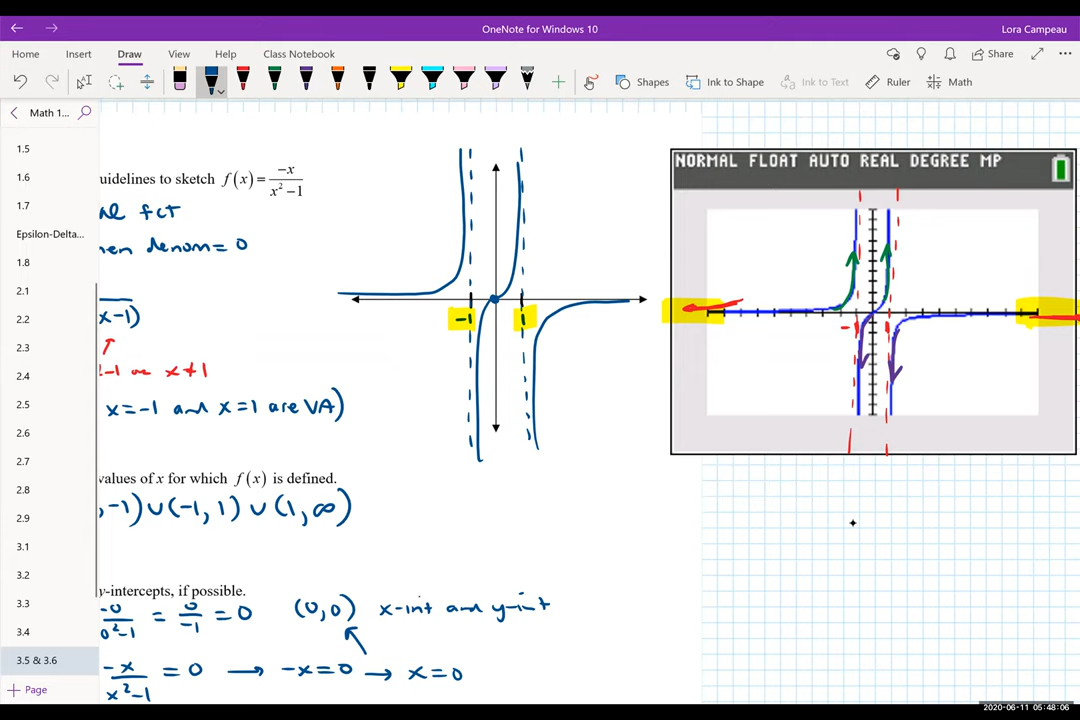 OneNote for Windows 10
Lora Campeau
Home Insert Draw View Help Class Notebook
Share
Shapes Ink to Shape Ink to Text Ruler Math
Math 1...
1.5
1.6
1.7
Epsilon-Delta...
1.8
2.1
2.2
2.3
2.4
2.5
2.6
2.7
2.8
2.9
3.1
3.2
3.3
3.4
3.5 & 3.6
Page
uidelines to sketch f(x) = -x / x² - 1
al fct
hen denom = 0
x-1)
-1 or x≠1
x=-1 and x=1 are VA)
values of x for which f(x) is defined.
, -1) ∪ (-1, 1) ∪ (1, ∞)
y-intercepts, if possible.
-0 / 0²-1 = 0 / -1 = 0 (0,0) x-int and y-int
-x / x²-1 = 0 → -x=0 → x=0
-1 1
NORMAL FLOAT AUTO REAL DEGREE MP
-1
2020-06-11 05:48:06